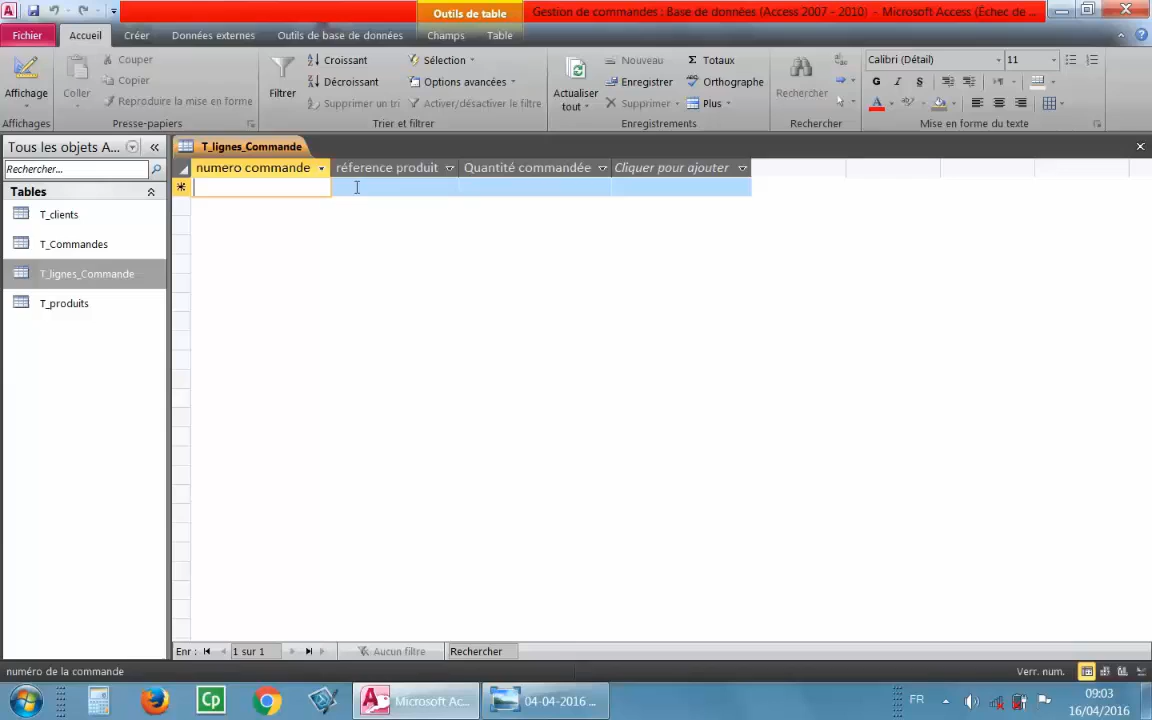 Outils de table
Gestion de commandes : Base de données (Access 2007 - 2010) - Microsoft Access (Échec de ...
Fichier
Accueil
Créer
Données externes
Outils de base de données
Champs
Table
Affichage
Coller
Couper
Copier
Reproduire la mise en forme
Filtrer
Croissant
Décroissant
Supprimer un tri
Sélection
Options avancées
Activer/désactiver le filtre
Actualiser
tout
Nouveau
Enregistrer
Supprimer
Totaux
Orthographe
Plus
Rechercher
Calibri (Détail)
11
G I S
A
Affichages
Presse-papiers
Trier et filtrer
Enregistrements
Rechercher
Mise en forme du texte
Tous les objets A...
Rechercher...
Tables
T_clients
T_Commandes
T_lignes_Commande
T_produits
T_lignes_Commande
numero commande
réference produit
Quantité commandée
Cliquer pour ajouter
Enr :
1 sur 1
Aucun filtre
Rechercher
numéro de la commande
Verr. num.
Cp
Microsoft Ac...
04-04-2016 ...
FR
09:03
16/04/2016